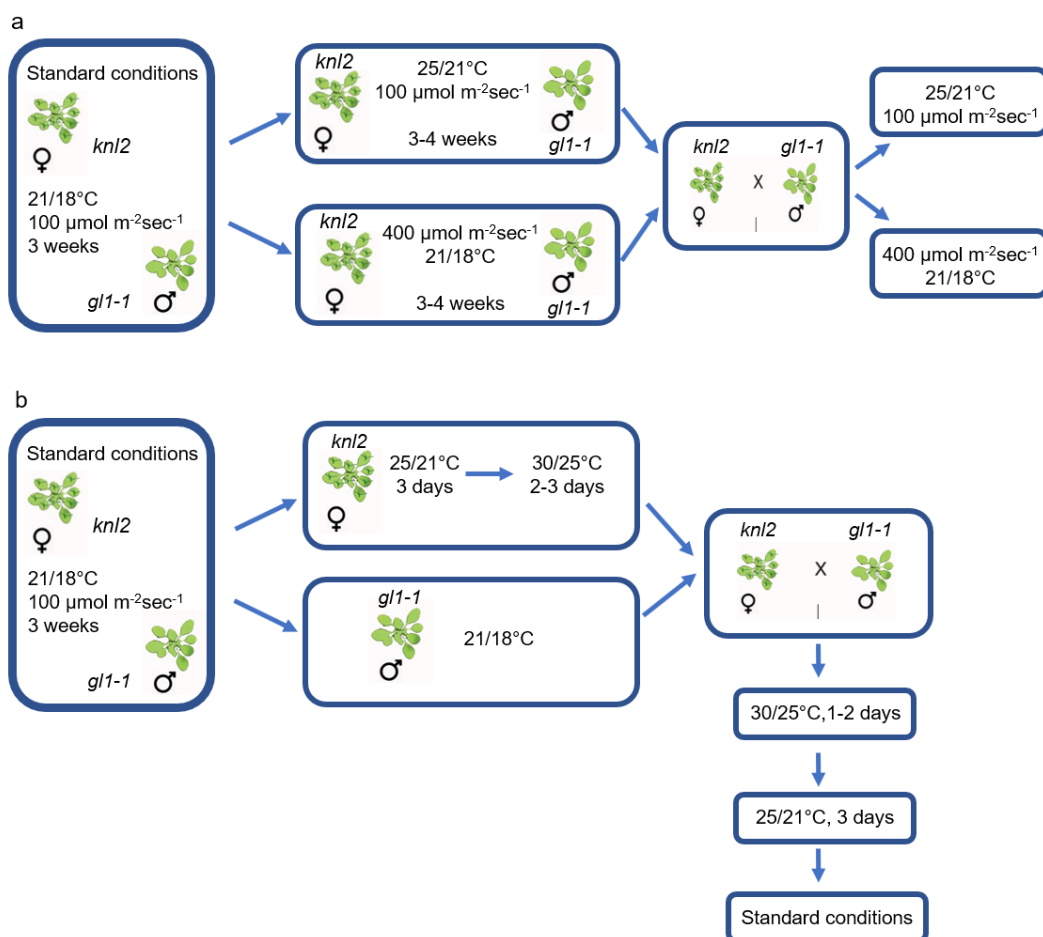 a
Standard conditions
♀
knl2
21/18°C
100 µmol m⁻²sec⁻¹
3 weeks
gl1-1
♂
knl2
♀
25/21°C
100 µmol m⁻²sec⁻¹
3-4 weeks
♂
gl1-1
knl2
♀
400 µmol m⁻²sec⁻¹
21/18°C
3-4 weeks
♂
gl1-1
knl2 gl1-1
X
♀ ♂
25/21°C
100 µmol m⁻²sec⁻¹
400 µmol m⁻²sec⁻¹
21/18°C
b
Standard conditions
♀
knl2
21/18°C
100 µmol m⁻²sec⁻¹
3 weeks
gl1-1
♂
knl2
♀
25/21°C
3 days
30/25°C
2-3 days
gl1-1
♂
21/18°C
knl2 gl1-1
X
♀ ♂
30/25°C,1-2 days
25/21°C, 3 days
Standard conditions